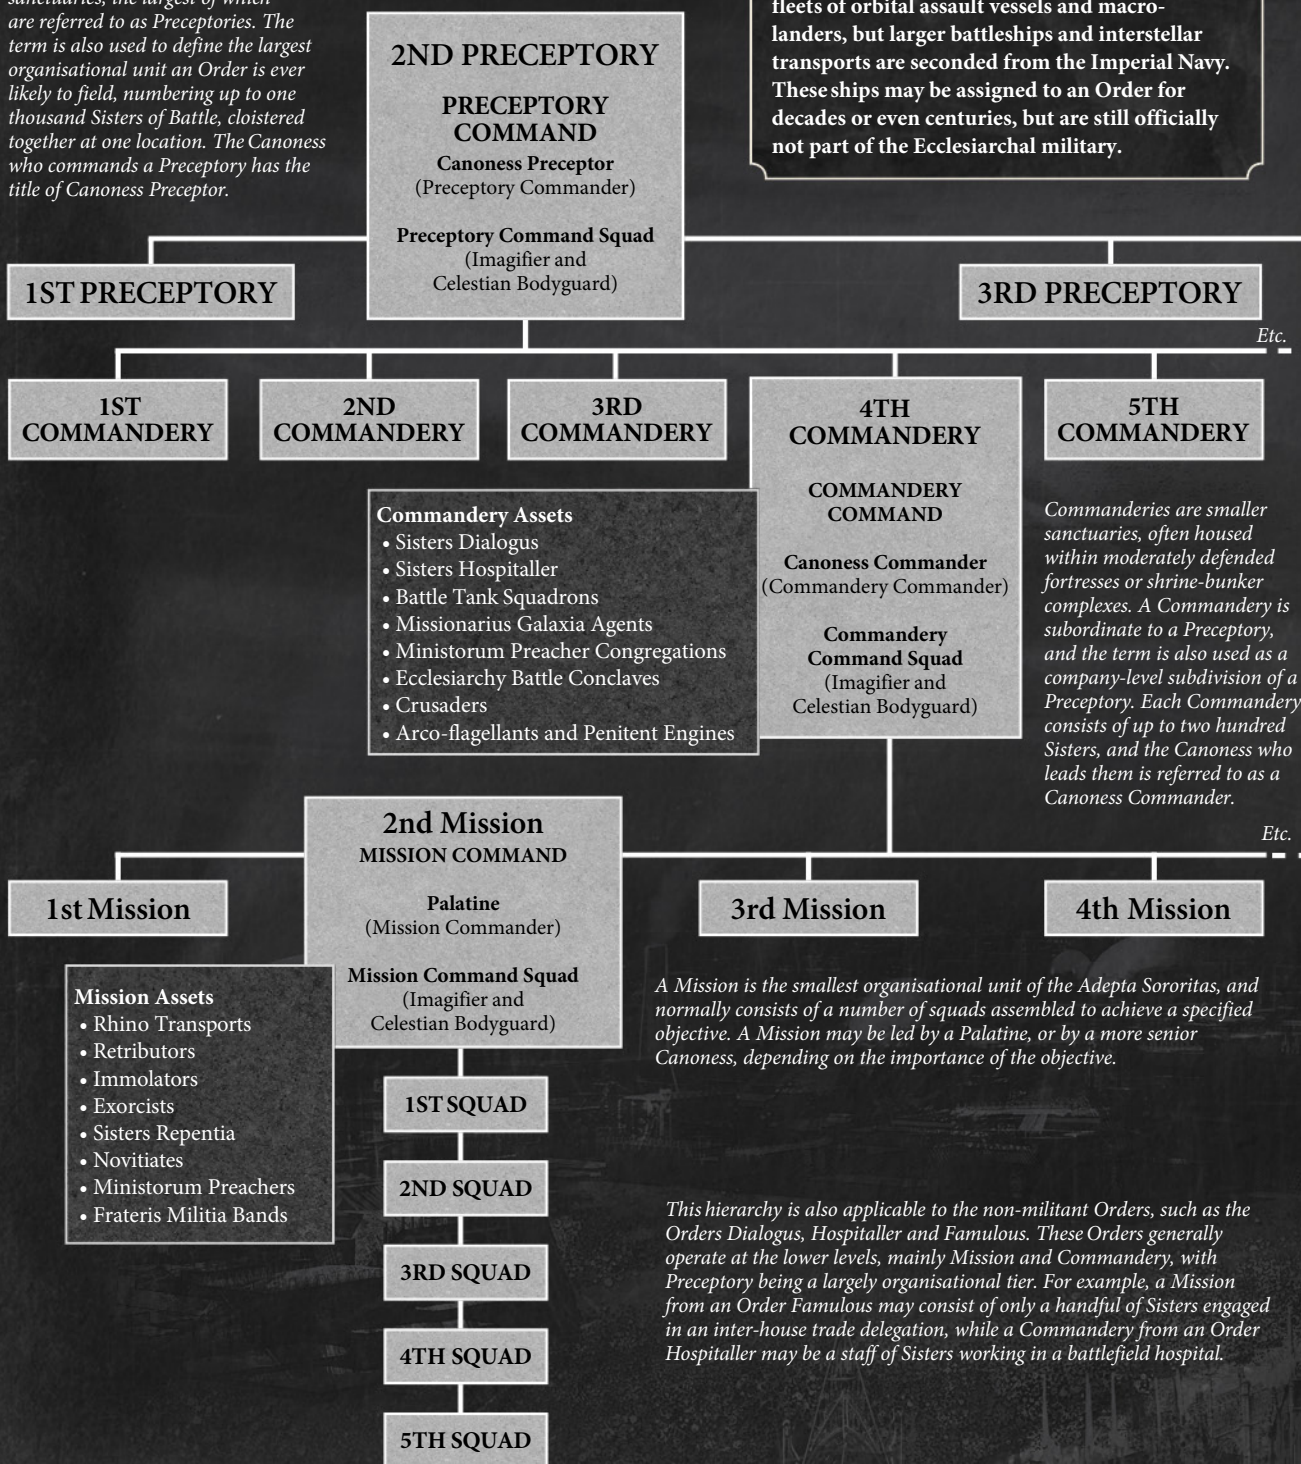 sanctuaries, the largest of which
are referred to as Preceptories. The
term is also used to define the largest
organisational unit an Order is ever
likely to field, numbering up to one
thousand Sisters of Battle, cloistered
together at one location. The Canoness
who commands a Preceptory has the
title of Canoness Preceptor.
fleets of orbital assault vessels and macro-
landers, but larger battleships and interstellar
transports are seconded from the Imperial Navy.
These ships may be assigned to an Order for
decades or even centuries, but are still officially
not part of the Ecclesiarchal military.
2ND PRECEPTORY
PRECEPTORY
COMMAND
Canoness Preceptor
(Preceptory Commander)
Preceptory Command Squad
(Imagifier and
Celestian Bodyguard)
1ST PRECEPTORY
3RD PRECEPTORY
Etc.
1ST
COMMANDERY
2ND
COMMANDERY
3RD
COMMANDERY
4TH
COMMANDERY
COMMANDERY
COMMAND
Canoness Commander
(Commandery Commander)
Commandery
Command Squad
(Imagifier and
Celestian Bodyguard)
5TH
COMMANDERY
Commandery Assets
• Sisters Dialogus
• Sisters Hospitaller
• Battle Tank Squadrons
• Missionarius Galaxia Agents
• Ministorum Preacher Congregations
• Ecclesiarchy Battle Conclaves
• Crusaders
• Arco-flagellants and Penitent Engines
Commanderies are smaller
sanctuaries, often housed
within moderately defended
fortresses or shrine-bunker
complexes. A Commandery is
subordinate to a Preceptory,
and the term is also used as a
company-level subdivision of a
Preceptory. Each Commandery
consists of up to two hundred
Sisters, and the Canoness who
leads them is referred to as a
Canoness Commander.
Etc.
2nd Mission
MISSION COMMAND
Palatine
(Mission Commander)
Mission Command Squad
(Imagifier and
Celestian Bodyguard)
1st Mission
3rd Mission
4th Mission
Mission Assets
• Rhino Transports
• Retributors
• Immolators
• Exorcists
• Sisters Repentia
• Novitiates
• Ministorum Preachers
• Frateris Militia Bands
A Mission is the smallest organisational unit of the Adepta Sororitas, and
normally consists of a number of squads assembled to achieve a specified
objective. A Mission may be led by a Palatine, or by a more senior
Canoness, depending on the importance of the objective.
1ST SQUAD
2ND SQUAD
3RD SQUAD
4TH SQUAD
5TH SQUAD
This hierarchy is also applicable to the non-militant Orders, such as the
Orders Dialogus, Hospitaller and Famulous. These Orders generally
operate at the lower levels, mainly Mission and Commandery, with
Preceptory being a largely organisational tier. For example, a Mission
from an Order Famulous may consist of only a handful of Sisters engaged
in an inter-house trade delegation, while a Commandery from an Order
Hospitaller may be a staff of Sisters working in a battlefield hospital.